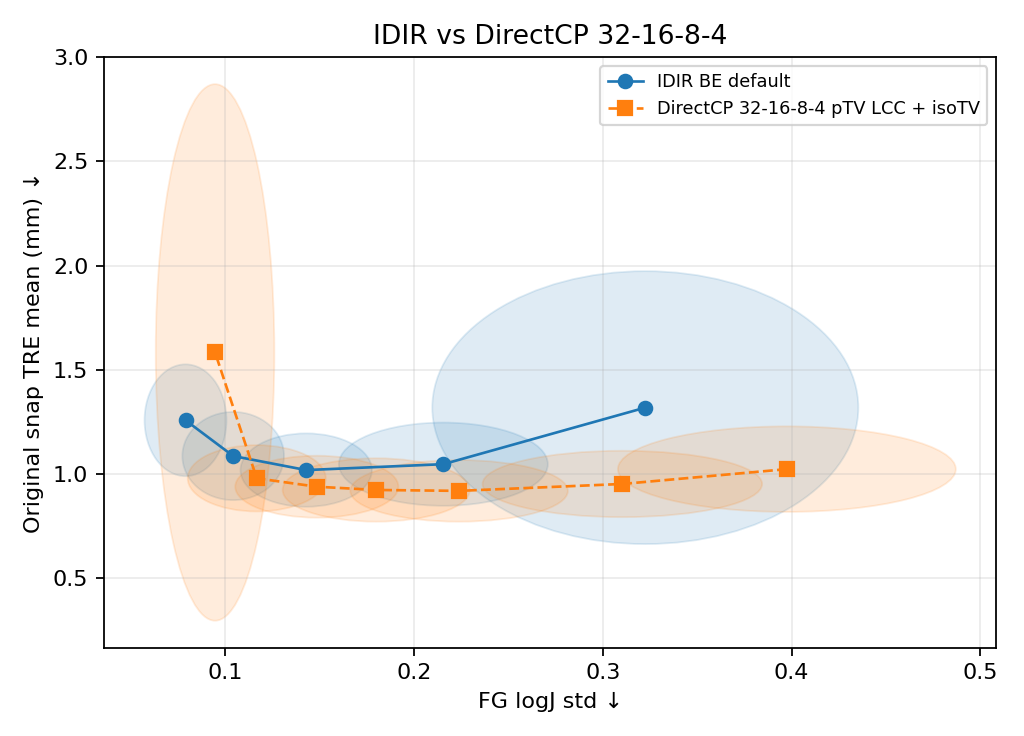 IDIR vs DirectCP 32-16-8-4
IDIR BE default
DirectCP 32-16-8-4 pTV LCC + isoTV
Original snap TRE mean (mm) ↓
3.0
2.5
2.0
1.5
1.0
0.5
0.1
0.2
0.3
0.4
0.5
FG logJ std ↓